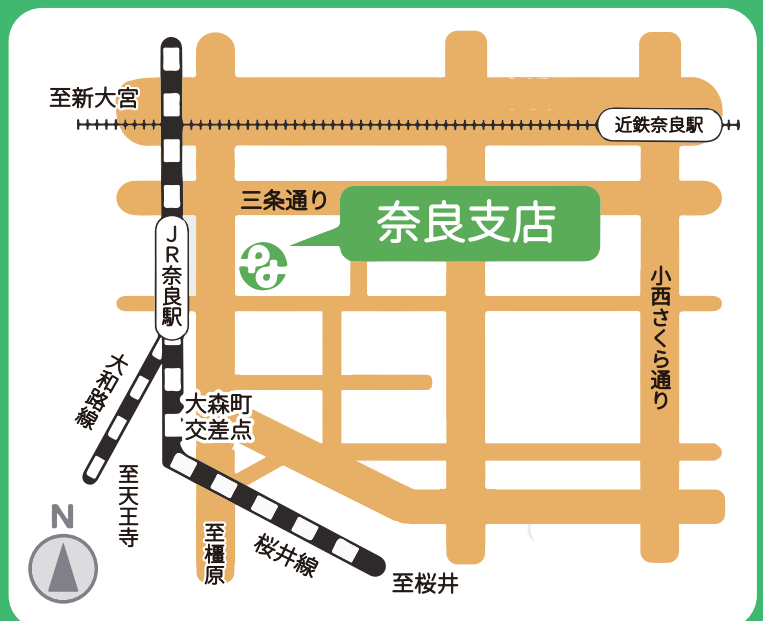 至新大宮
近鉄奈良駅
三条通り
奈良支店
JR奈良駅
小西さくら通り
大和路線
大森町
交差点
至天王寺
至橿原
桜井線
至桜井
N